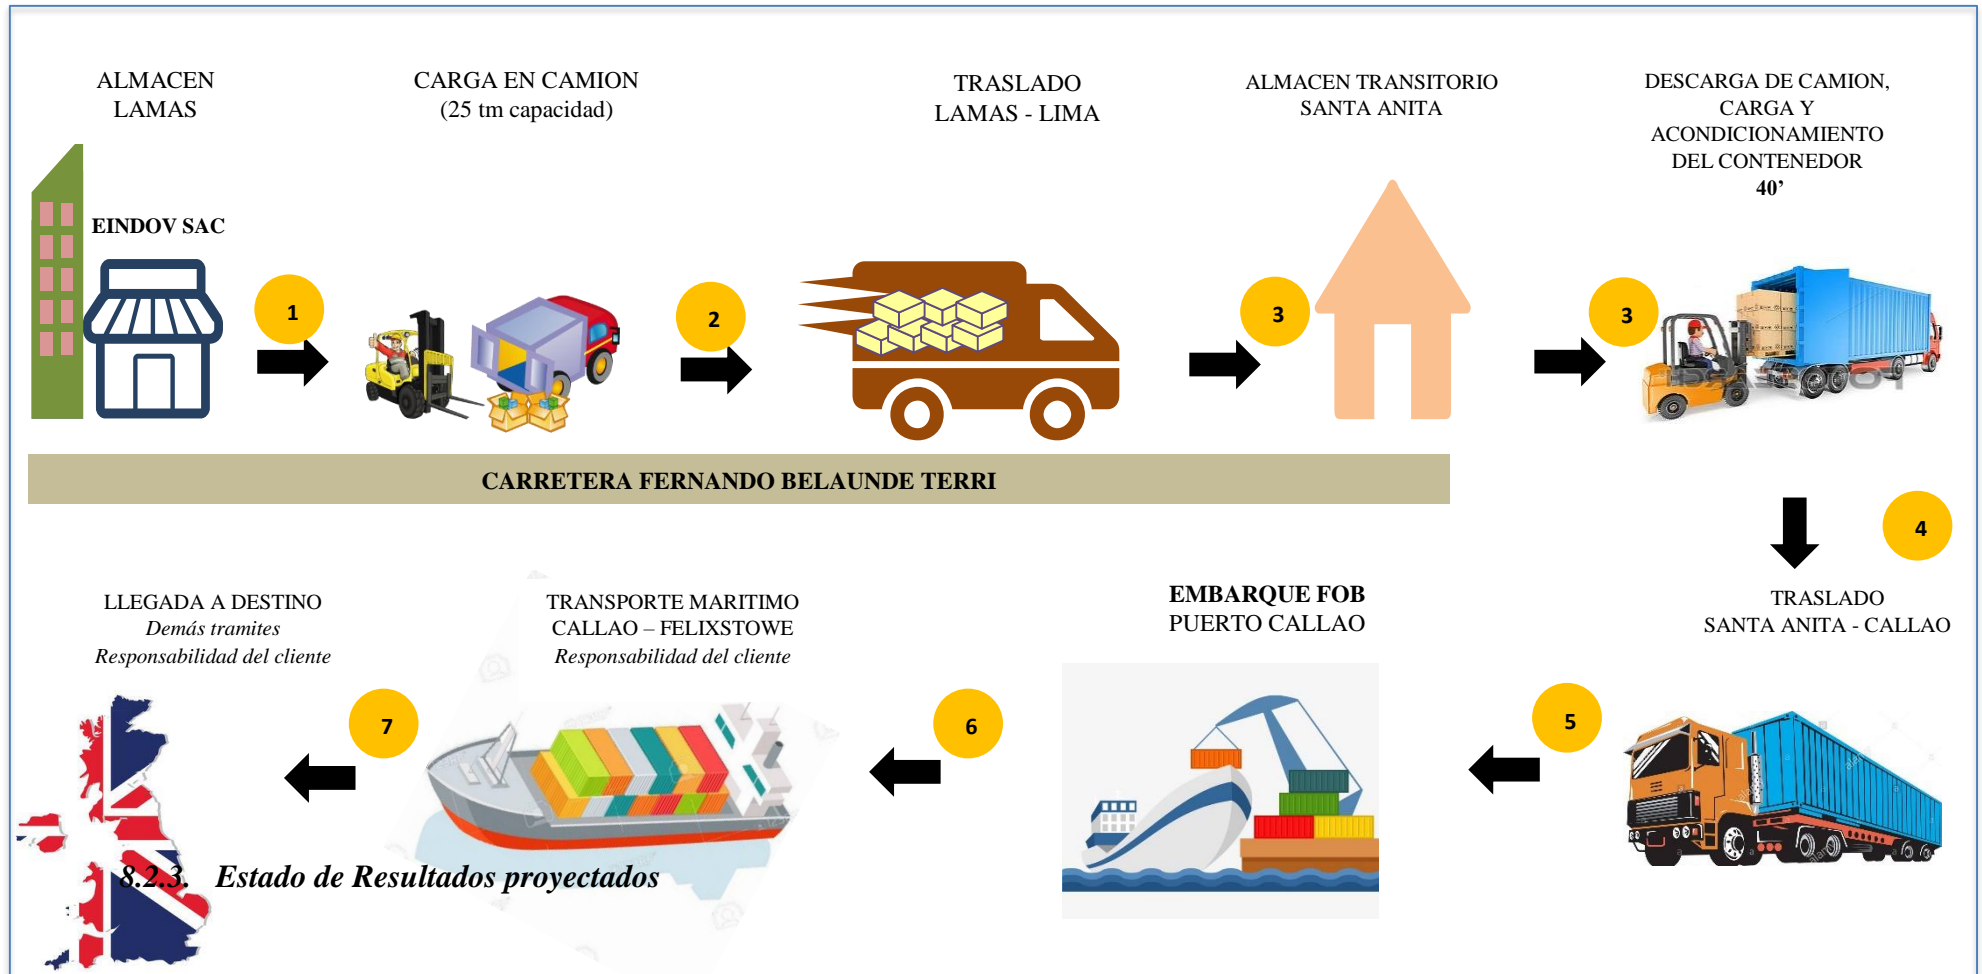 ALMACEN
LAMAS
CARGA EN CAMION
(25 tm capacidad)
TRASLADO
LAMAS - LIMA
ALMACEN TRANSITORIO
SANTA ANITA
DESCARGA DE CAMION,
CARGA Y
ACONDICIONAMIENTO
DEL CONTENEDOR
40’
EINDOV SAC
1
2
3
3
CARRETERA FERNANDO BELAUNDE TERRI
4
LLEGADA A DESTINO
Demás tramites
Responsabilidad del cliente
TRANSPORTE MARITIMO
CALLAO – FELIXSTOWE
Responsabilidad del cliente
EMBARQUE FOB
PUERTO CALLAO
TRASLADO
SANTA ANITA - CALLAO
7
6
5
8.2.3. Estado de Resultados proyectados